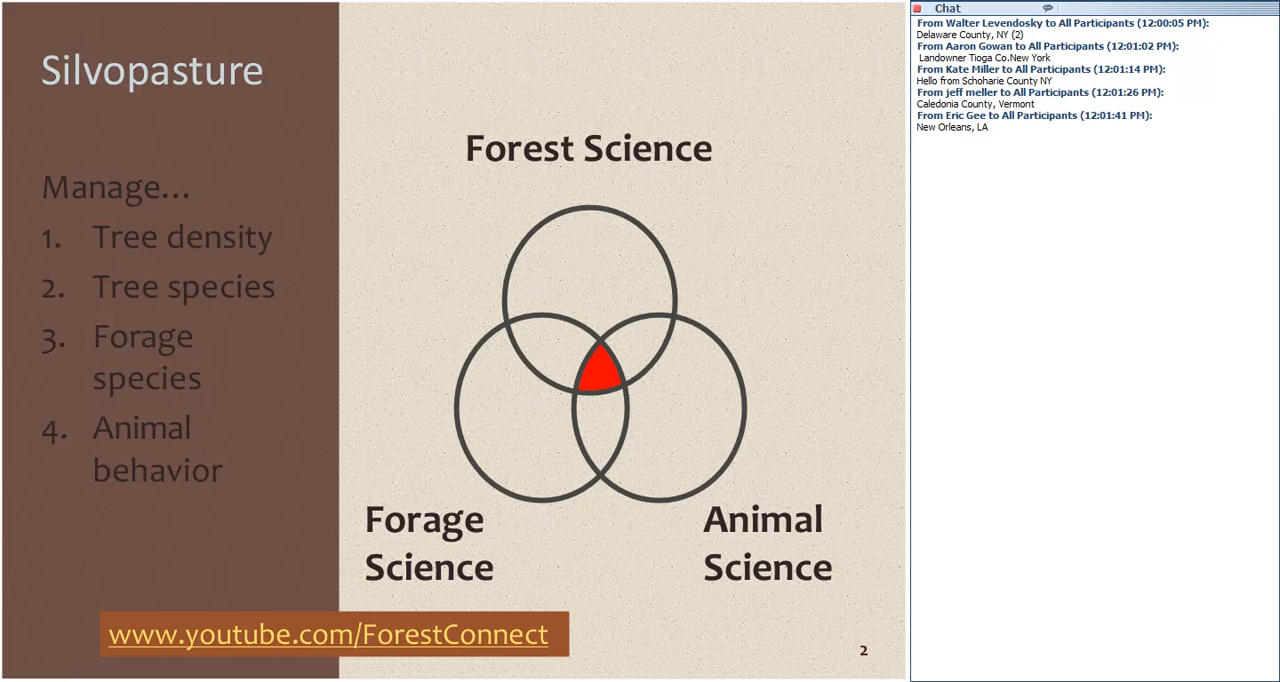 Silvopasture
Manage...
1. Tree density
2. Tree species
3. Forage
species
4. Animal
behavior
Forest Science
Forage
Science
Animal
Science
www.youtube.com/ForestConnect
2
Chat
From Walter Levendosky to All Participants (12:00:05 PM):
Delaware County, NY (2)
From Aaron Gowan to All Participants (12:01:02 PM):
Landowner Tioga Co.New York
From Kate Miller to All Participants (12:01:14 PM):
Hello from Schoharie County NY
From jeff meller to All Participants (12:01:26 PM):
Caledonia County, Vermont
From Eric Gee to All Participants (12:01:41 PM):
New Orleans, LA